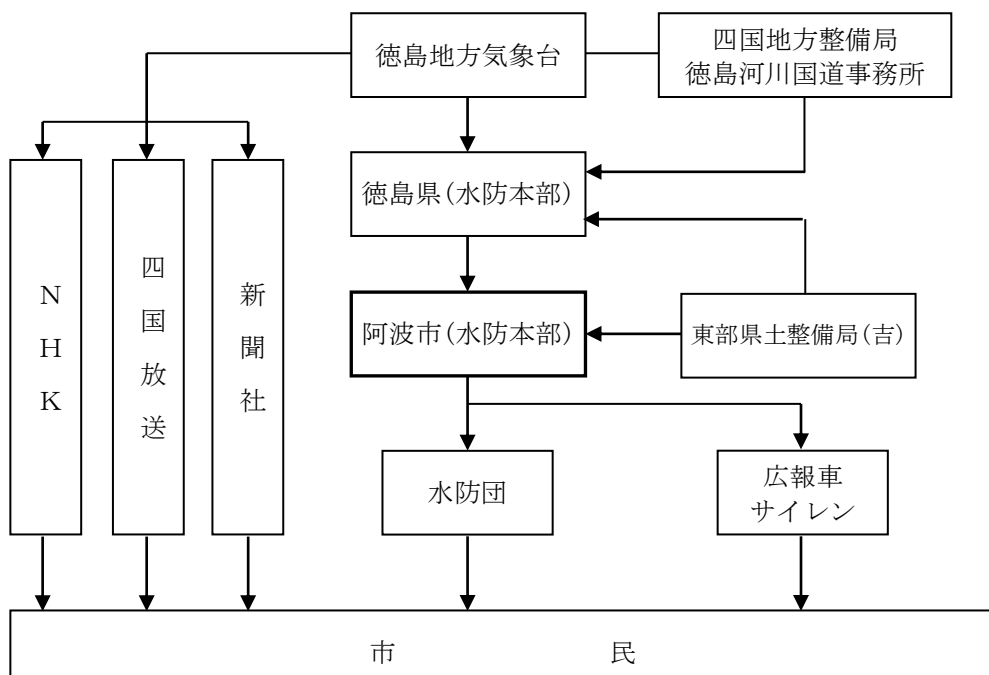 徳島地方気象台
四国地方整備局
徳島河川国道事務所
NHK
四国放送
新聞社
徳島県(水防本部)
阿波市(水防本部)
東部県土整備局(吉)
水防団
広報車
サイレン
市 民